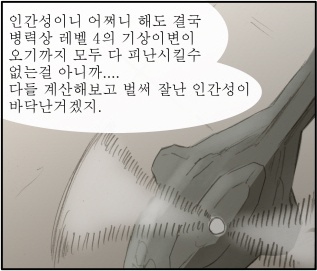 인간성이니 어쩌니 해도 결국
병력상 레벨 4의 기상이변이
오기까지 모두 다 피난시킬수
없는걸 아니까....
다들 계산해보고 벌써 잘난 인간성이
바닥난거겠지.